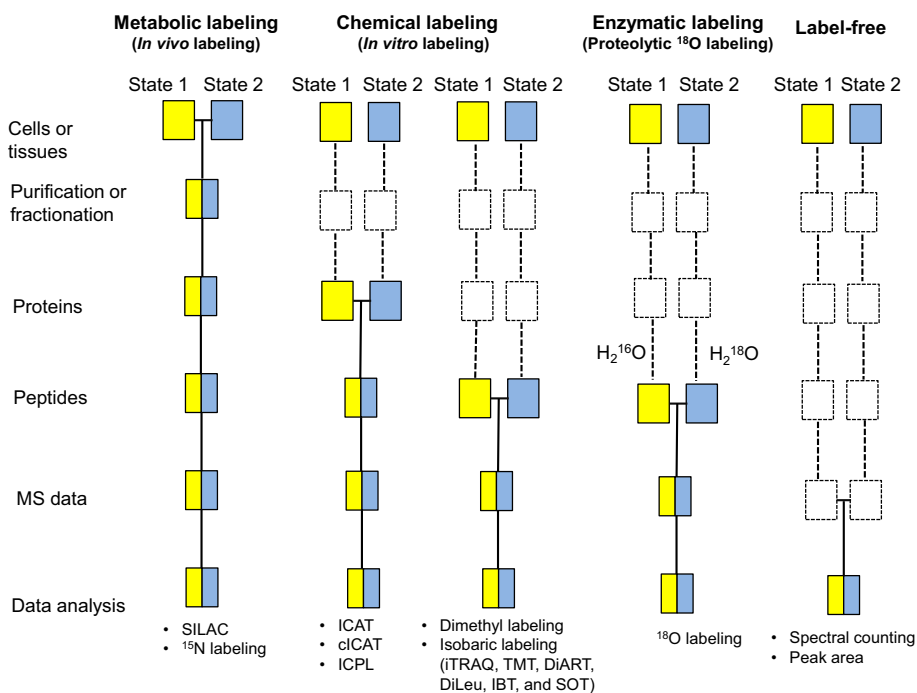 Metabolic labeling
(In vivo labeling)
Chemical labeling
(In vitro labeling)
Enzymatic labeling
(Proteolytic ¹⁸O labeling)
Label-free
State 1 State 2
State 1 State 2
State 1 State 2
State 1 State 2
State 1 State 2
Cells or
tissues
Purification or
fractionation
Proteins
H₂¹⁶O
H₂¹⁸O
Peptides
MS data
Data analysis
• SILAC
• ¹⁵N labeling
• ICAT
• cICAT
• ICPL
• Dimethyl labeling
• Isobaric labeling
(iTRAQ, TMT, DiART,
DiLeu, IBT, and SOT)
¹⁸O labeling
• Spectral counting
• Peak area